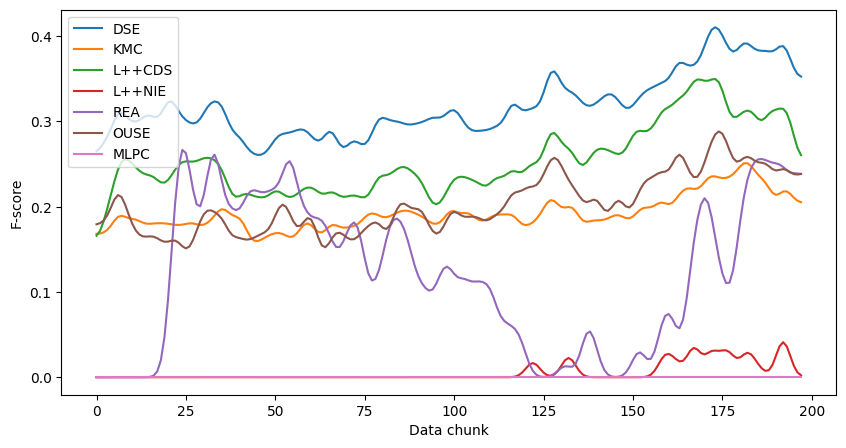 DSE
KMC
L++CDS
L++NIE
REA
OUSE
MLPC
F-score
0.4
0.3
0.2
0.1
0.0
0 25 50 75 100 125 150 175 200
Data chunk